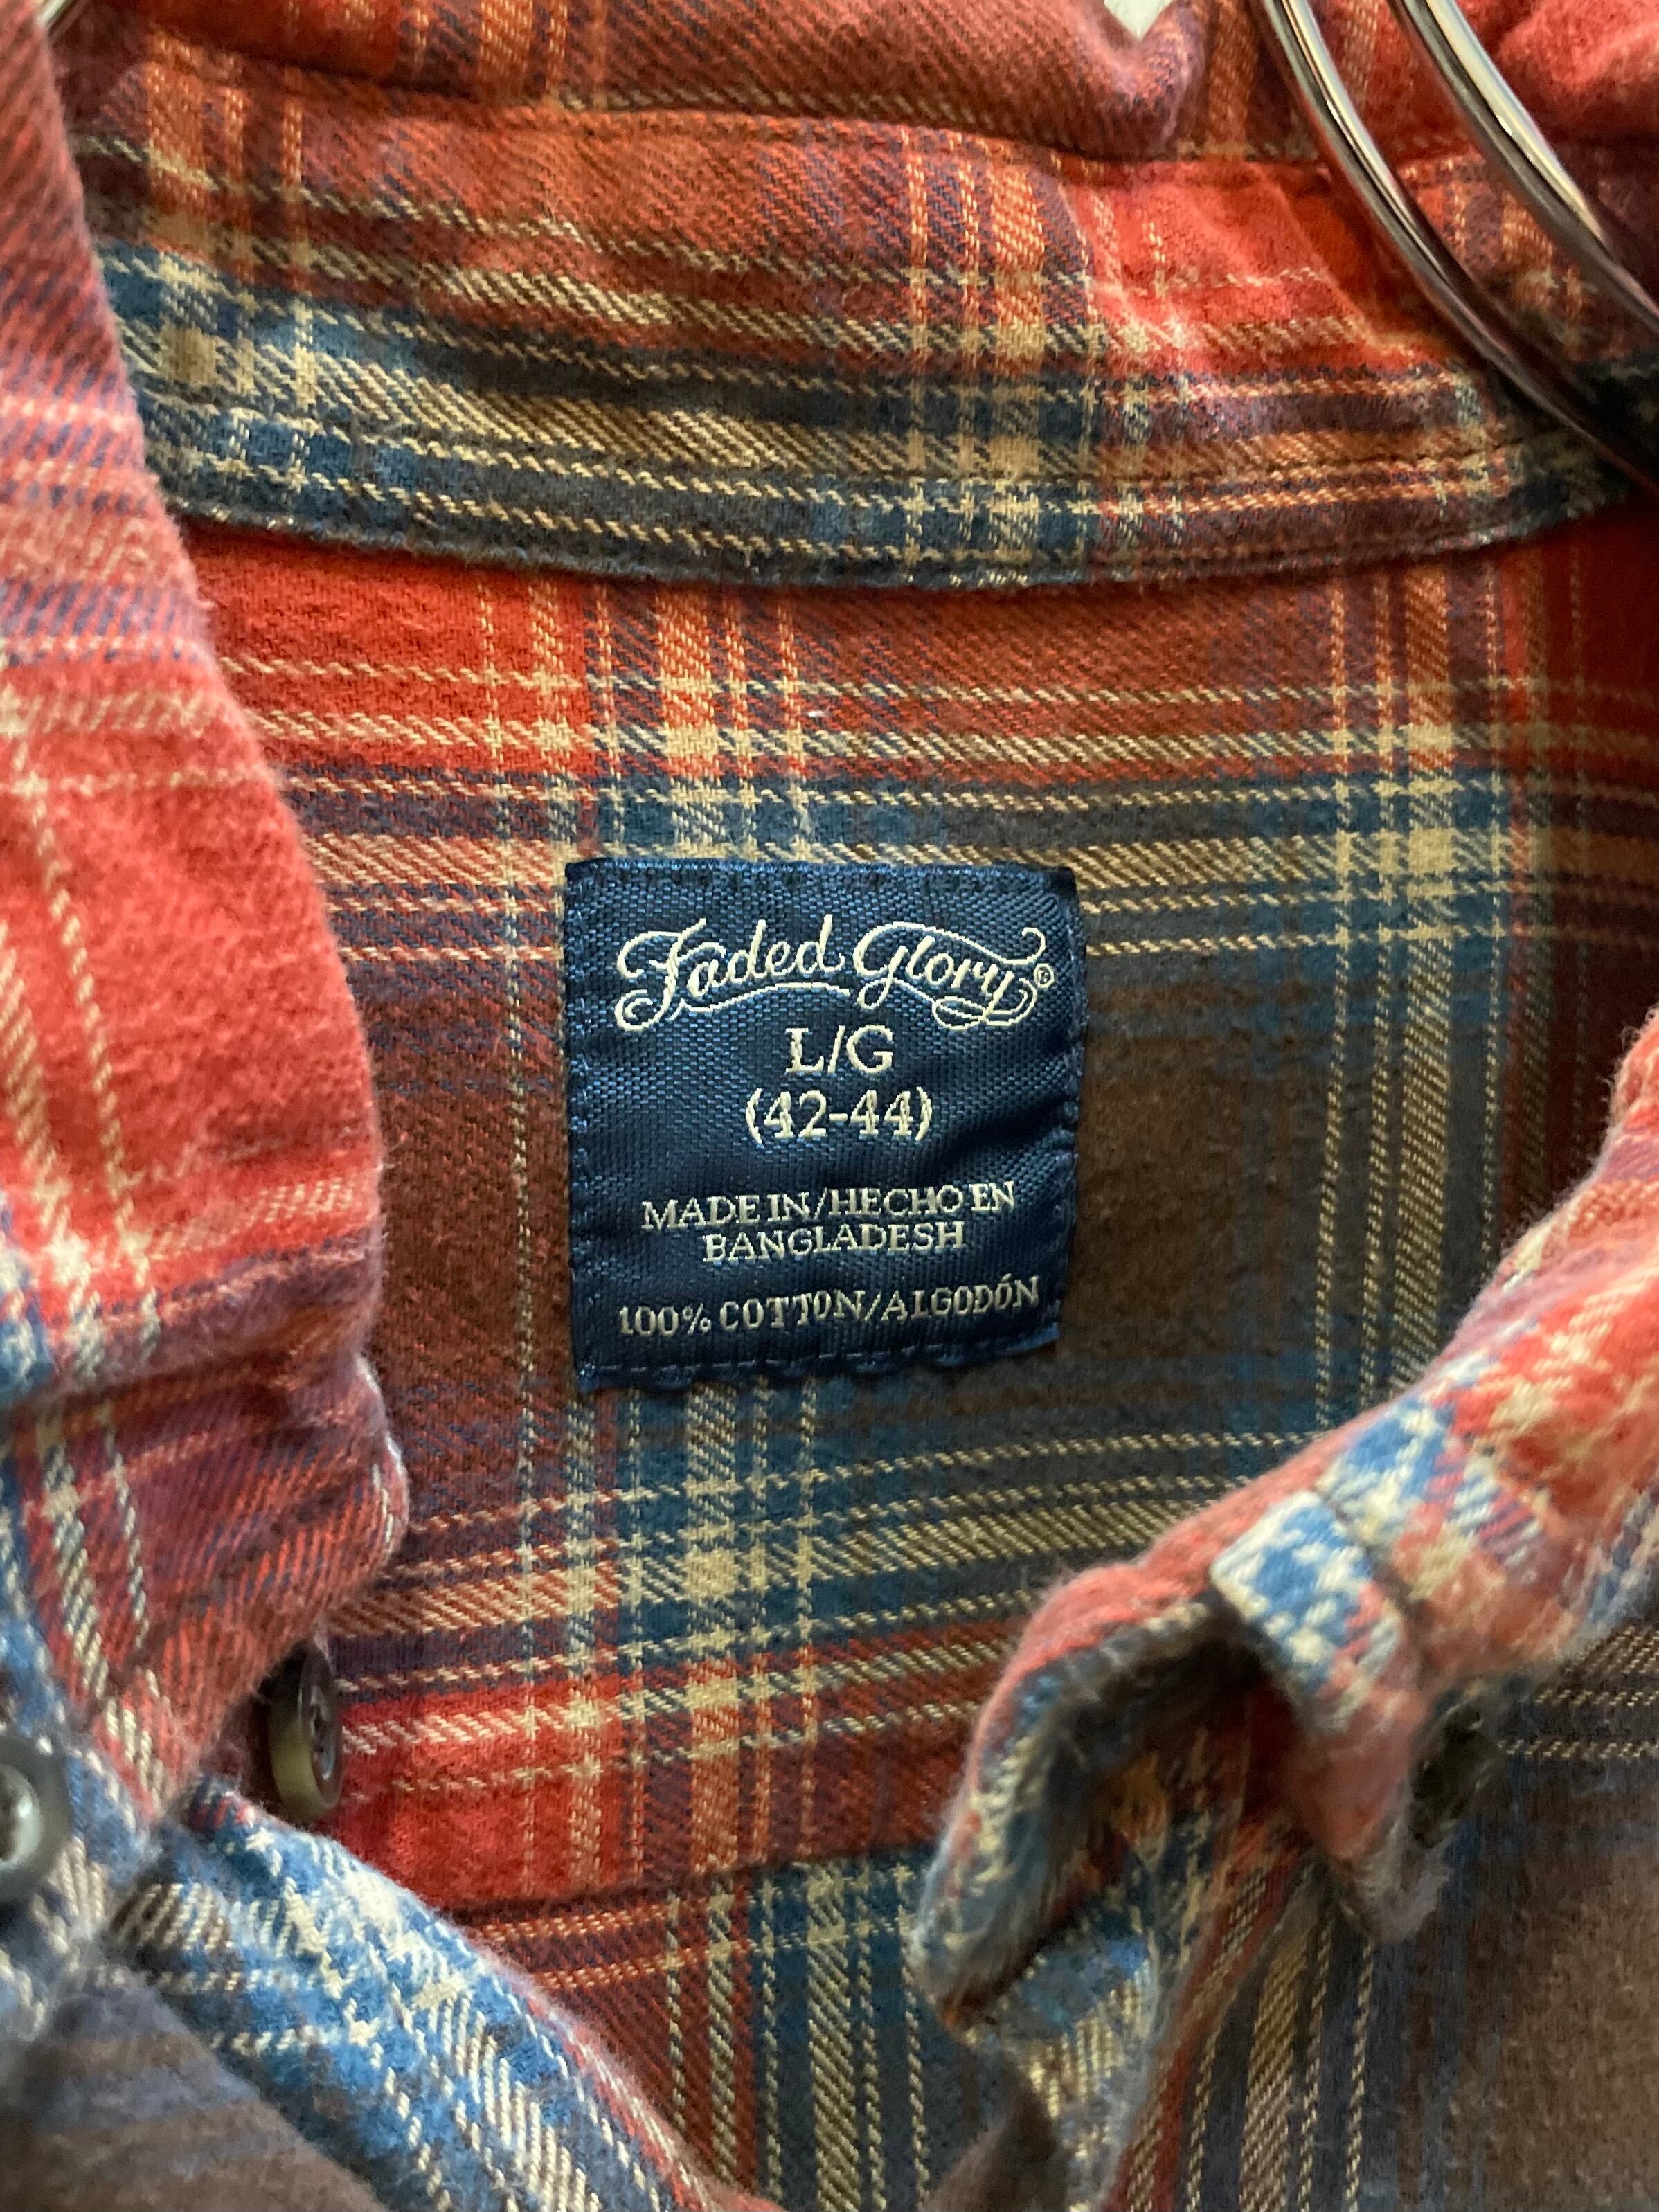 Faded Glory®
L/G
(42-44)
MADE IN/HECHO EN
BANGLADESH
100% COTTON/ALGODÓN